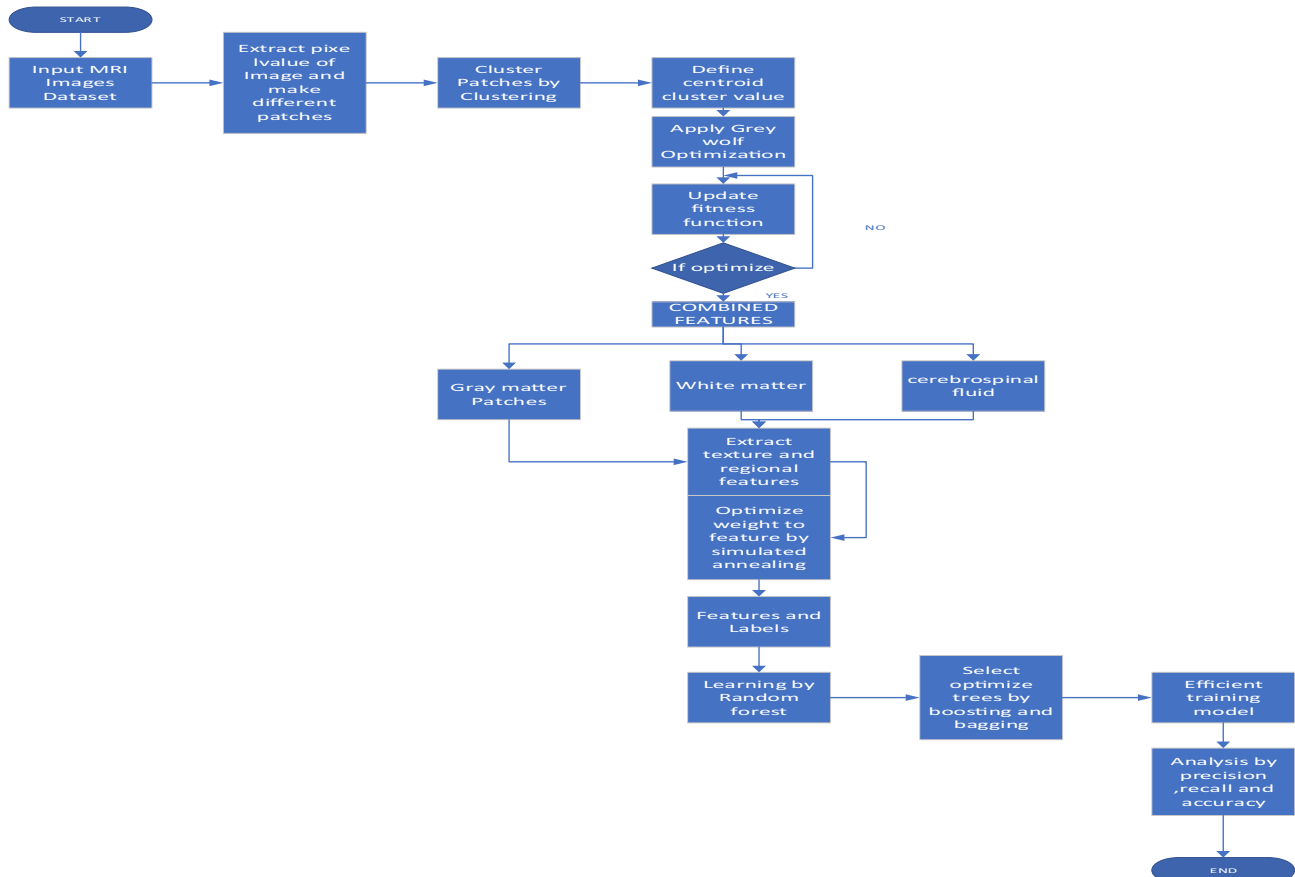 START
Input MRI
Images
Dataset
Extract pixe
lvalue of
Image and
make
different
patches
Cluster
Patches by
Clustering
Define
centroid
cluster value
Apply Grey
wolf
Optimization
Update
fitness
function
NO
If optimize
YES
COMBINED
FEATURES
Gray matter
Patches
White matter
cerebrospinal
fluid
Extract
texture and
regional
features
Optimize
weight to
feature by
simulated
annealing
Features and
Labels
Learning by
Random
forest
Select
optimize
trees by
boosting and
bagging
Efficient
training
model
Analysis by
precision
,recall and
accuracy
END